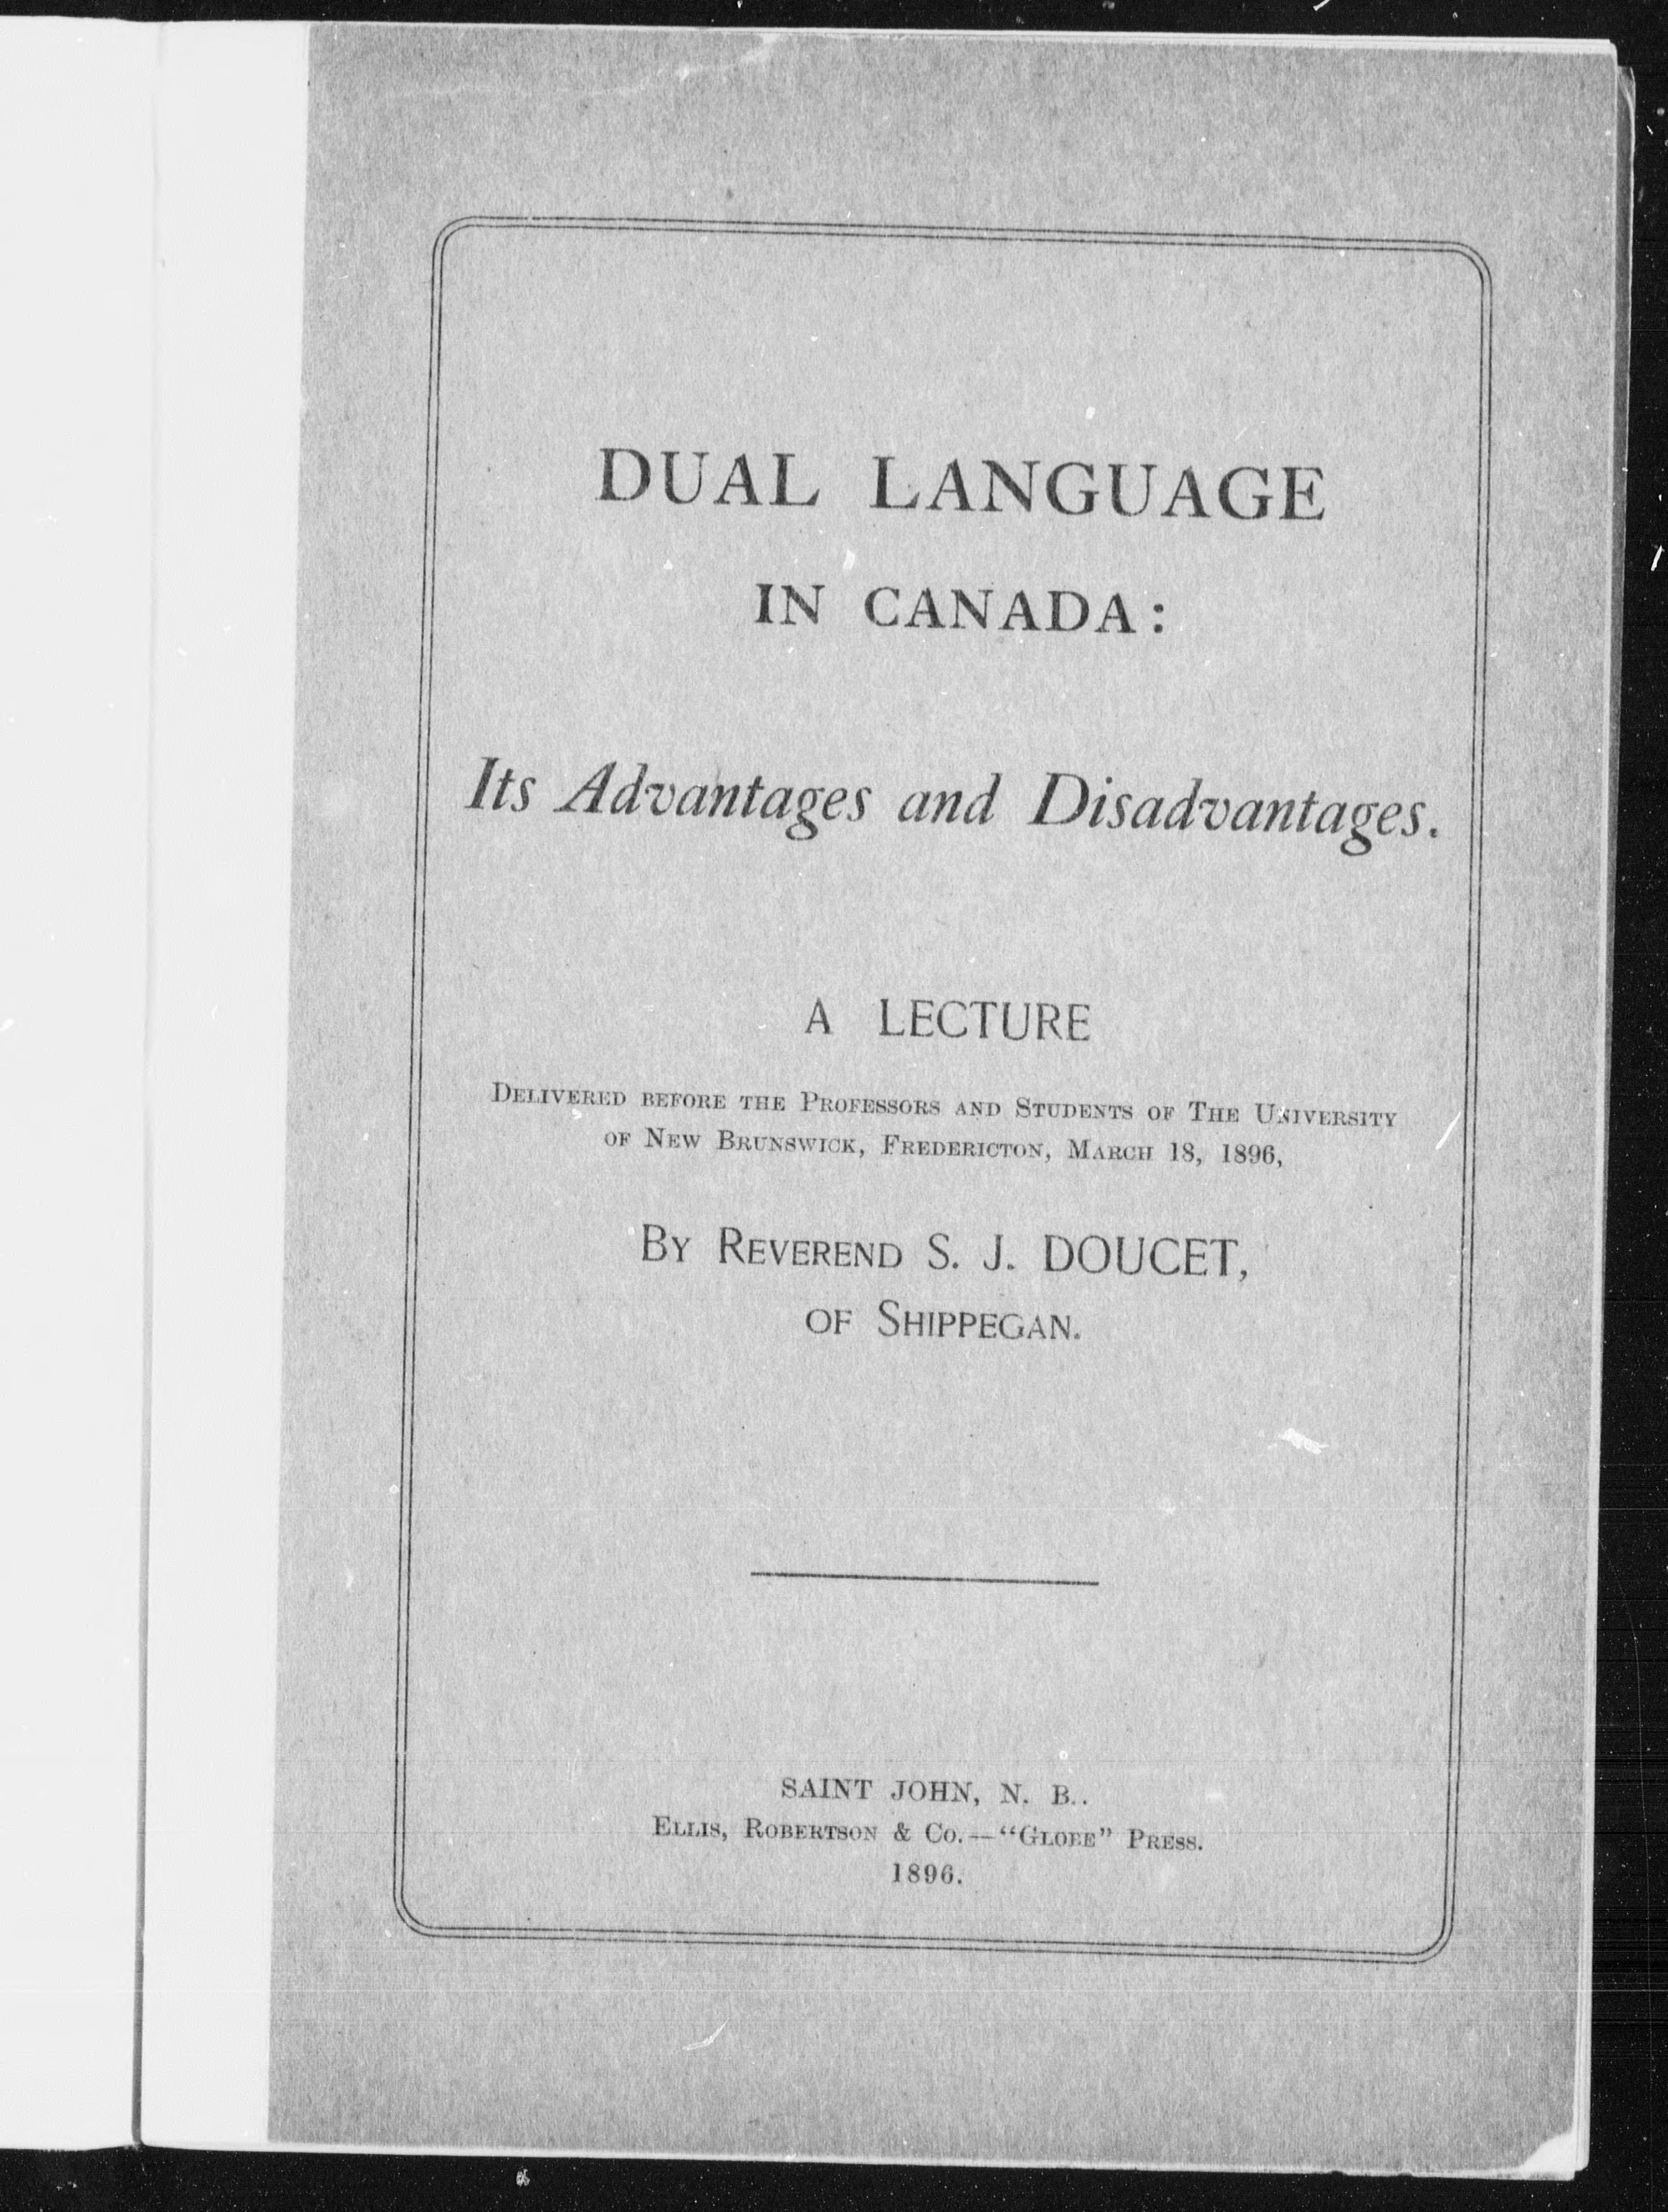 DUAL LANGUAGE
IN CANADA:
Its Advantages and Disadvantages.
A LECTURE
DELIVERED BEFORE THE PROFESSORS AND STUDENTS OF THE UNIVERSITY
OF NEW BRUNSWICK, FREDERICTON, MARCH 18, 1896,
BY REVEREND S. J. DOUCET,
OF SHIPPEGAN.
SAINT JOHN, N. B..
ELLIS, ROBERTSON & CO.—“GLOBE” PRESS.
1896.